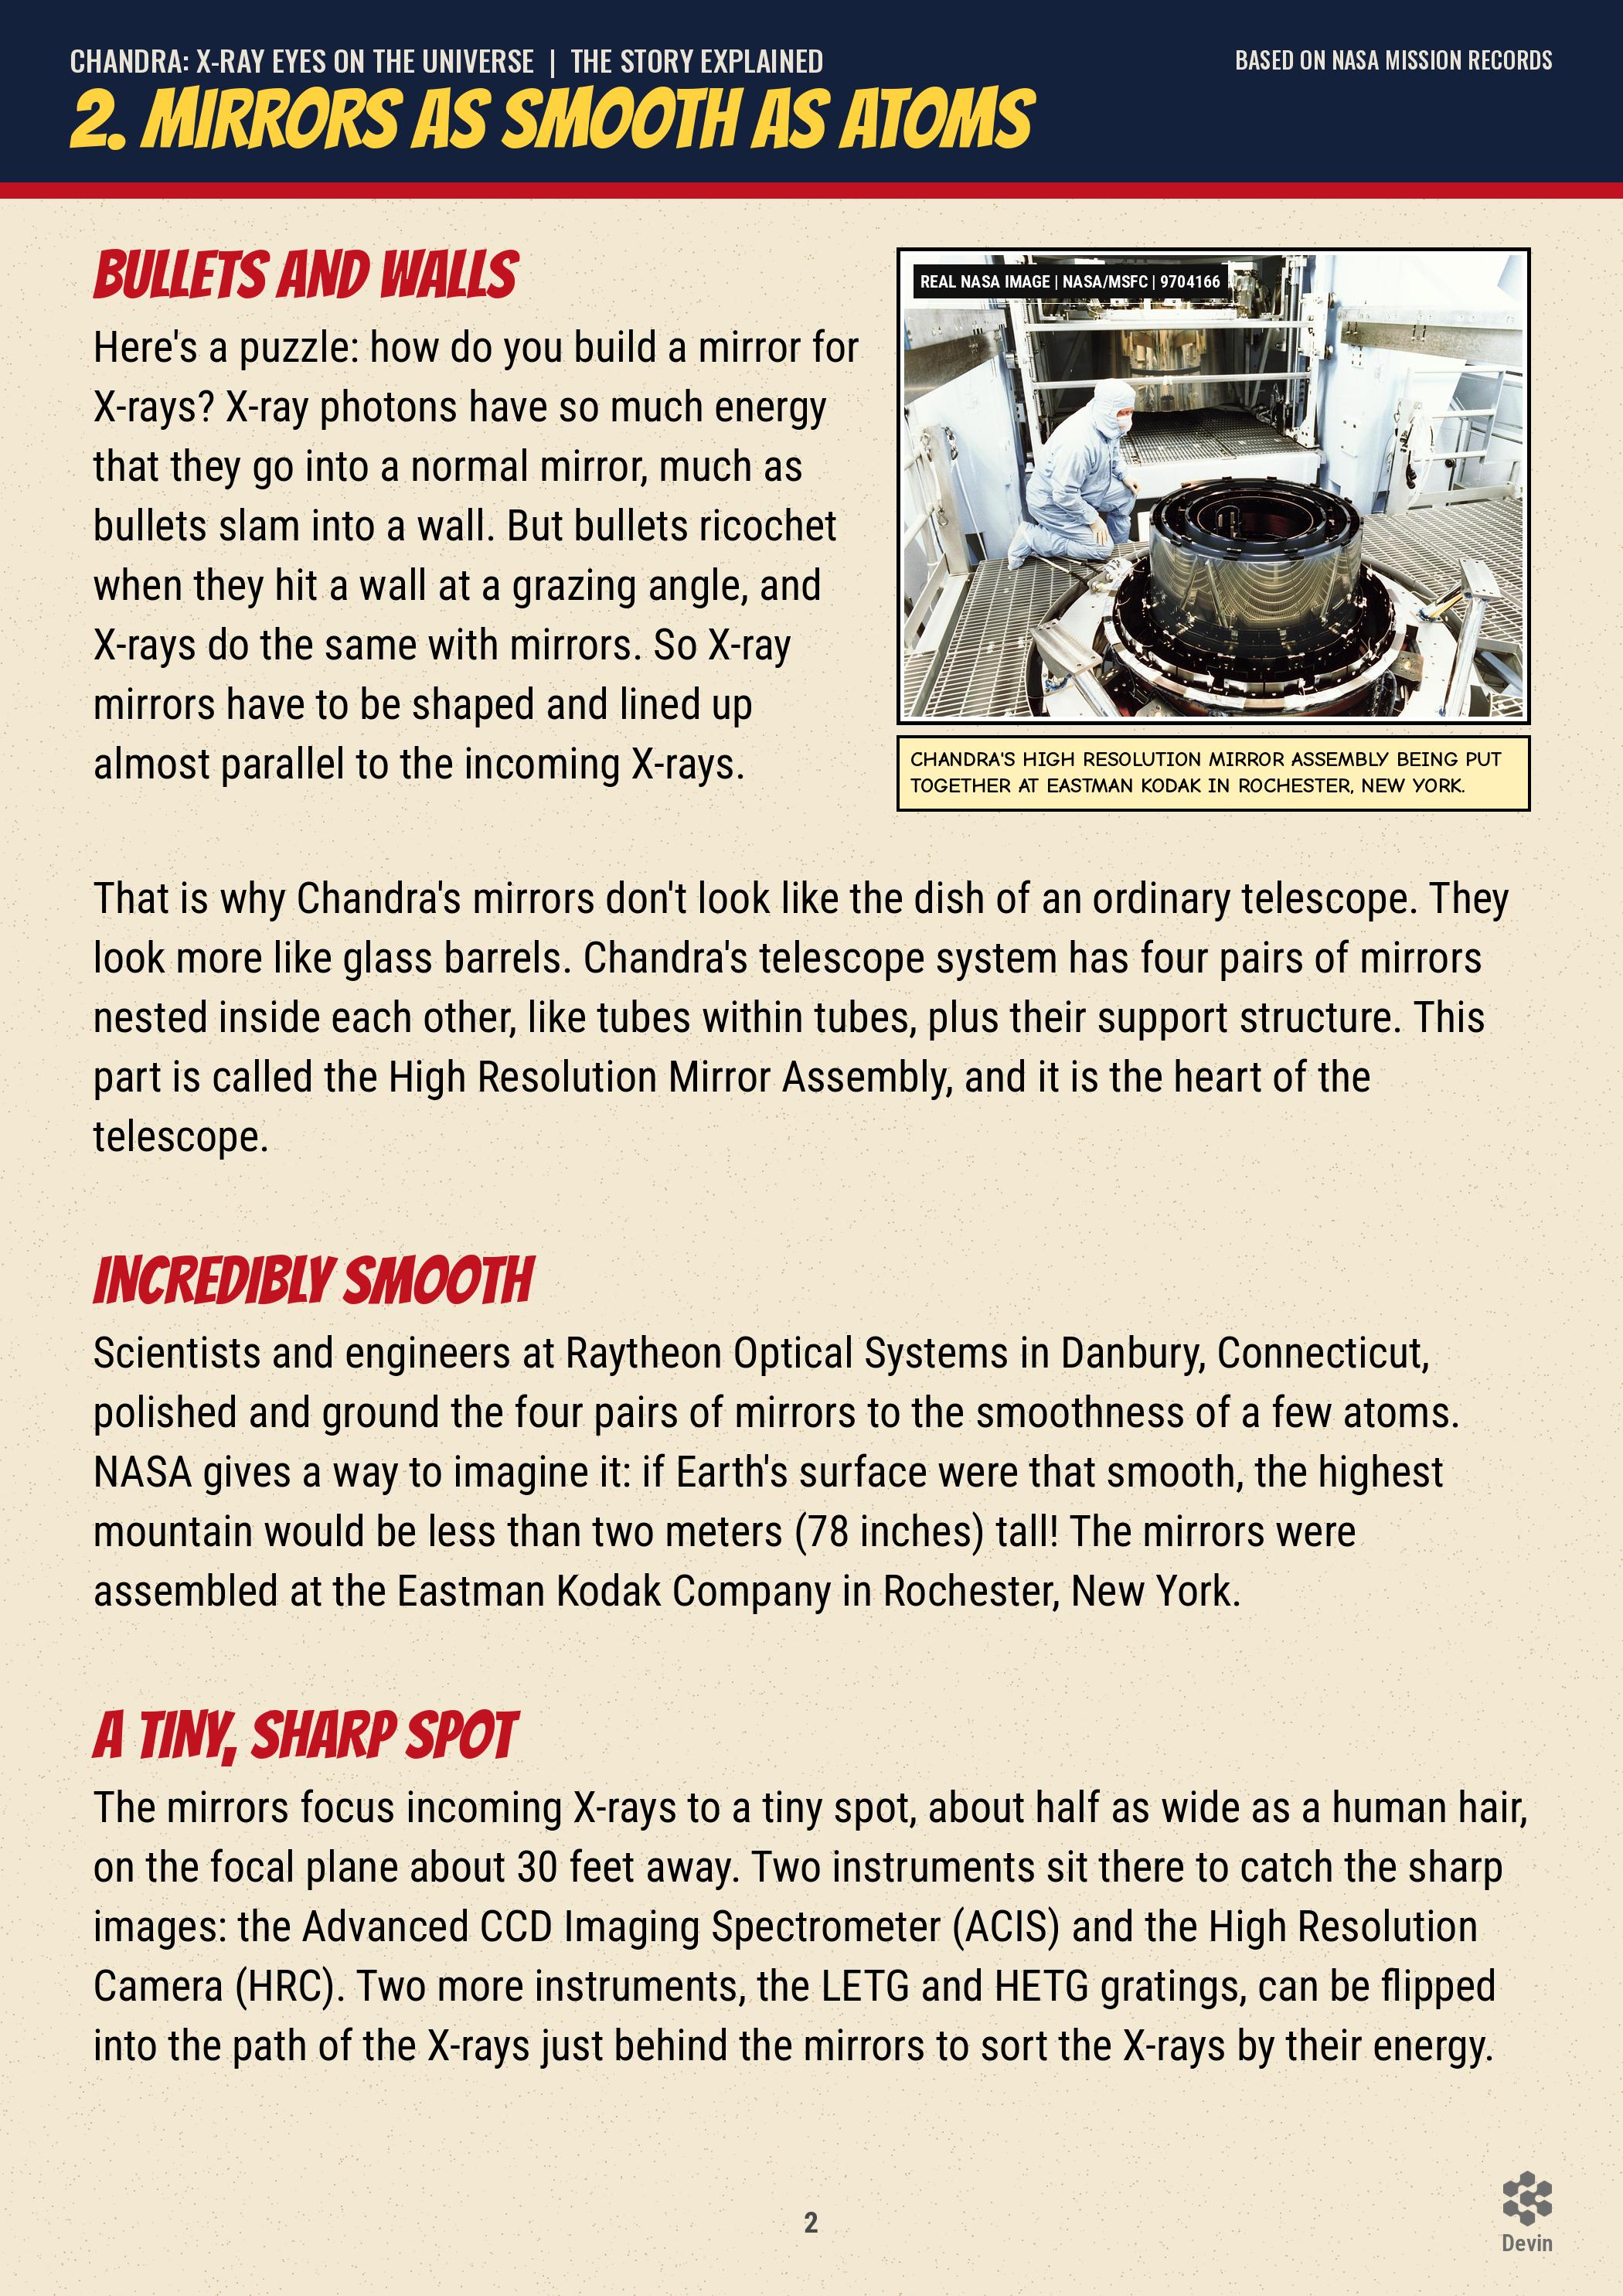 CHANDRA: X-RAY EYES ON THE UNIVERSE | THE STORY EXPLAINED
BASED ON NASA MISSION RECORDS
2. MIRRORS AS SMOOTH AS ATOMS
BULLETS AND WALLS
Here's a puzzle: how do you build a mirror for
X-rays? X-ray photons have so much energy
that they go into a normal mirror, much as
bullets slam into a wall. But bullets ricochet
when they hit a wall at a grazing angle, and
X-rays do the same with mirrors. So X-ray
mirrors have to be shaped and lined up
almost parallel to the incoming X-rays.
REAL NASA IMAGE | NASA/MSFC | 9704166
CHANDRA'S HIGH RESOLUTION MIRROR ASSEMBLY BEING PUT
TOGETHER AT EASTMAN KODAK IN ROCHESTER, NEW YORK.
That is why Chandra's mirrors don't look like the dish of an ordinary telescope. They
look more like glass barrels. Chandra's telescope system has four pairs of mirrors
nested inside each other, like tubes within tubes, plus their support structure. This
part is called the High Resolution Mirror Assembly, and it is the heart of the
telescope.
INCREDIBLY SMOOTH
Scientists and engineers at Raytheon Optical Systems in Danbury, Connecticut,
polished and ground the four pairs of mirrors to the smoothness of a few atoms.
NASA gives a way to imagine it: if Earth's surface were that smooth, the highest
mountain would be less than two meters (78 inches) tall! The mirrors were
assembled at the Eastman Kodak Company in Rochester, New York.
A TINY, SHARP SPOT
The mirrors focus incoming X-rays to a tiny spot, about half as wide as a human hair,
on the focal plane about 30 feet away. Two instruments sit there to catch the sharp
images: the Advanced CCD Imaging Spectrometer (ACIS) and the High Resolution
Camera (HRC). Two more instruments, the LETG and HETG gratings, can be flipped
into the path of the X-rays just behind the mirrors to sort the X-rays by their energy.
2
Devin